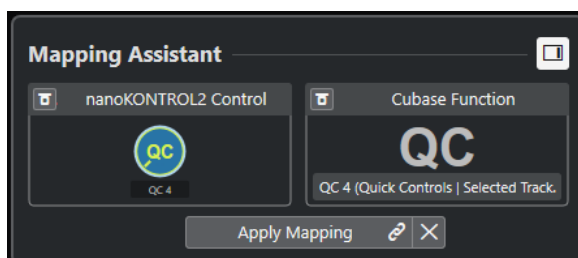 Mapping Assistant
nanoKONTROL2 Control
Cubase Function
QC
QC 4
QC
QC 4 (Quick Controls | Selected Track.
Apply Mapping